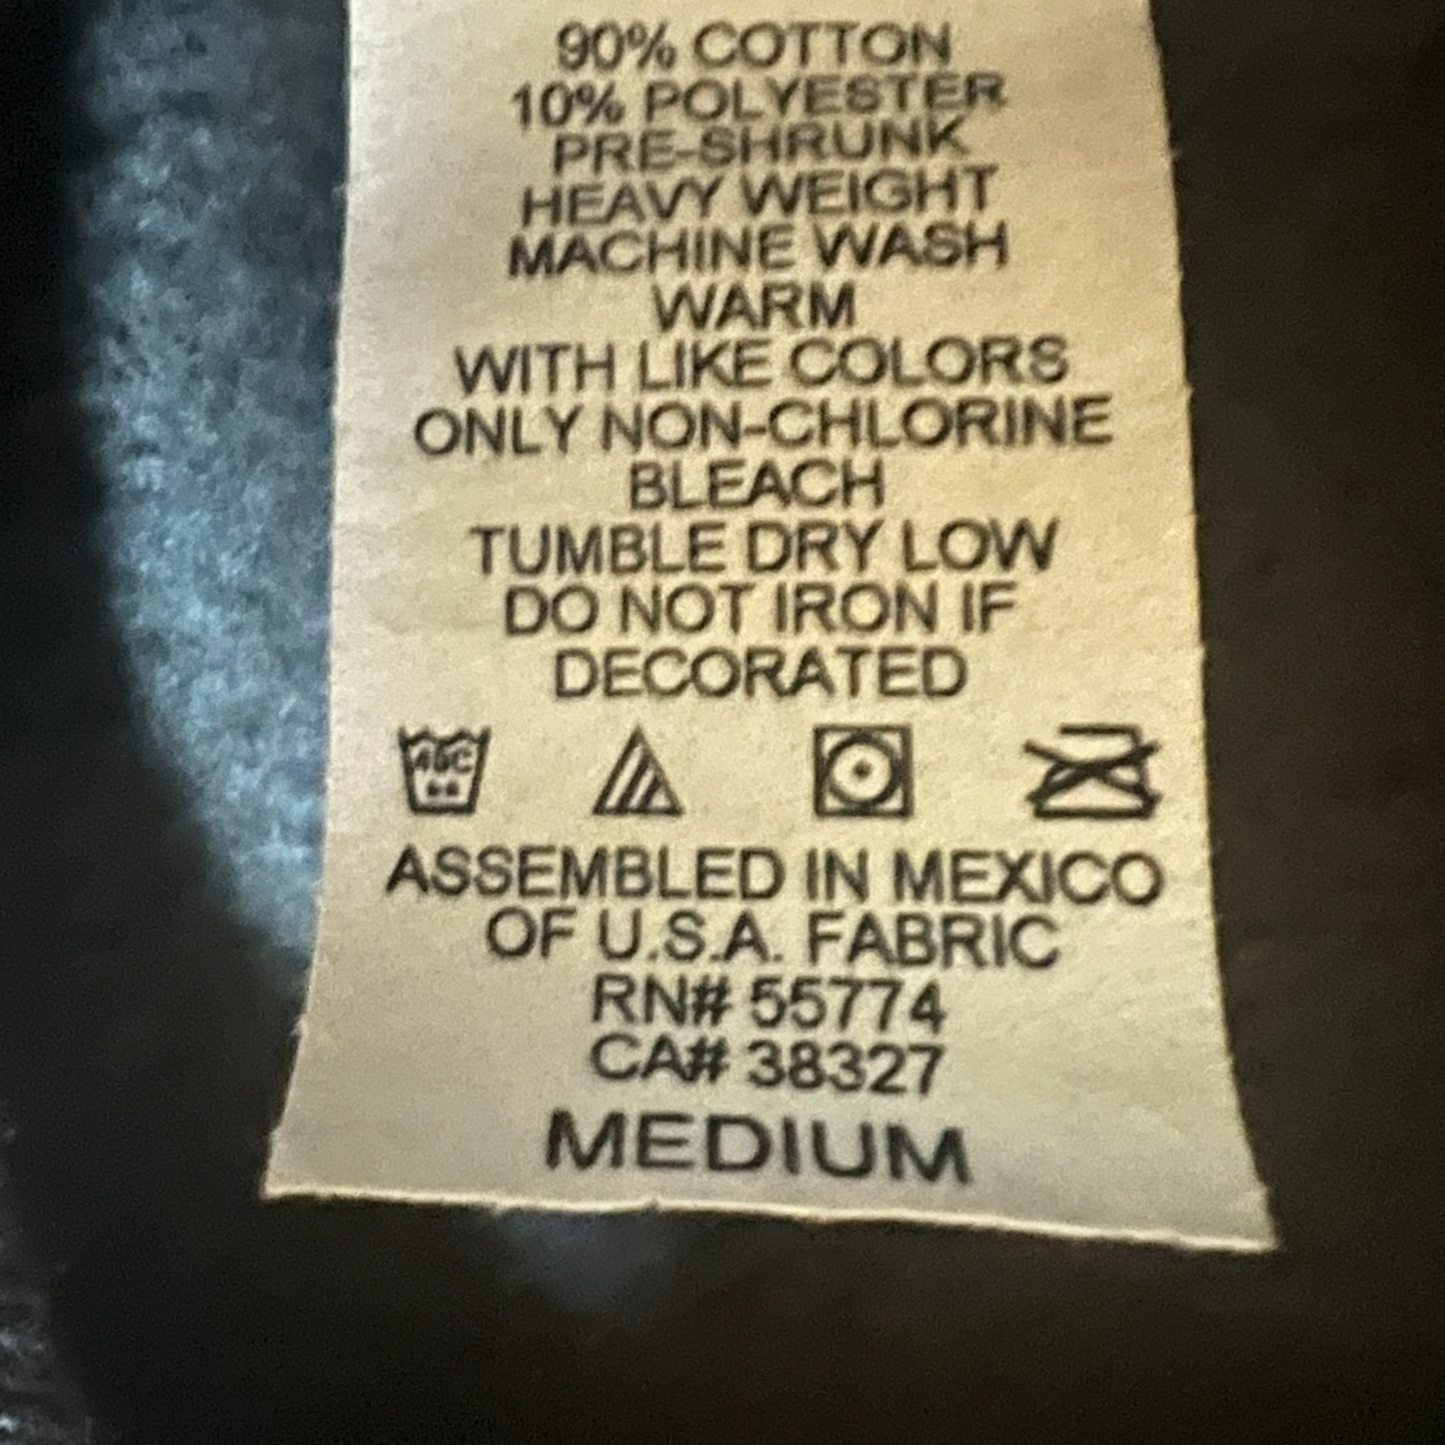 90% COTTON
10% POLYESTER
PRE-SHRUNK
HEAVY WEIGHT
MACHINE WASH
WARM
WITH LIKE COLORS
ONLY NON-CHLORINE
BLEACH
TUMBLE DRY LOW
DO NOT IRON IF
DECORATED
40C
ASSEMBLED IN MEXICO
OF U.S.A. FABRIC
RN# 55774
CA# 38327
MEDIUM